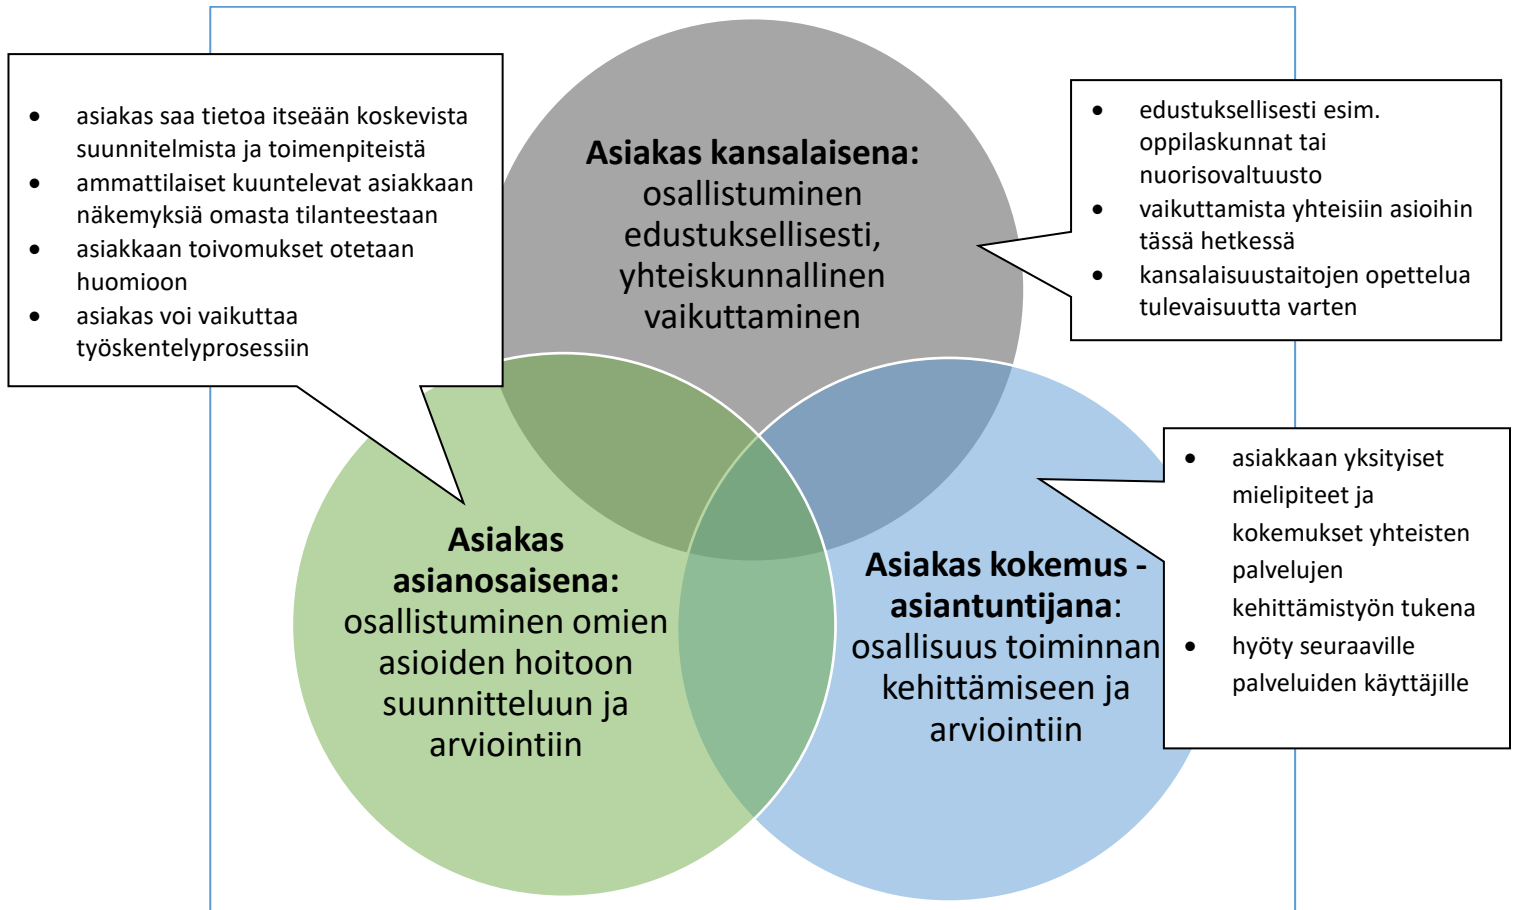 • asiakas saa tietoa itseään koskevista
suunnitelmista ja toimenpiteistä
• ammattilaiset kuuntelevat asiakkaan
näkemyksiä omasta tilanteestaan
• asiakkaan toivomukset otetaan
huomioon
• asiakas voi vaikuttaa
työskentelyprosessiin
Asiakas kansalaisena:
osallistuminen
edustuksellisesti,
yhteiskunnallinen
vaikuttaminen
• edustuksellisesti esim.
oppilaskunnat tai
nuorisovaltuusto
• vaikuttamista yhteisiin asioihin
tässä hetkessä
• kansalaisuustaitojen opettelua
tulevaisuutta varten
Asiakas
asianosaisena:
osallistuminen omien
asioiden hoitoon
suunnitteluun ja
arviointiin
Asiakas kokemus -
asiantuntijana:
osallisuus toiminnan
kehittämiseen ja
arviointiin
• asiakkaan yksityiset
mielipiteet ja
kokemukset yhteisten
palvelujen
kehittämistyön tukena
• hyöty seuraaville
palveluiden käyttäjille